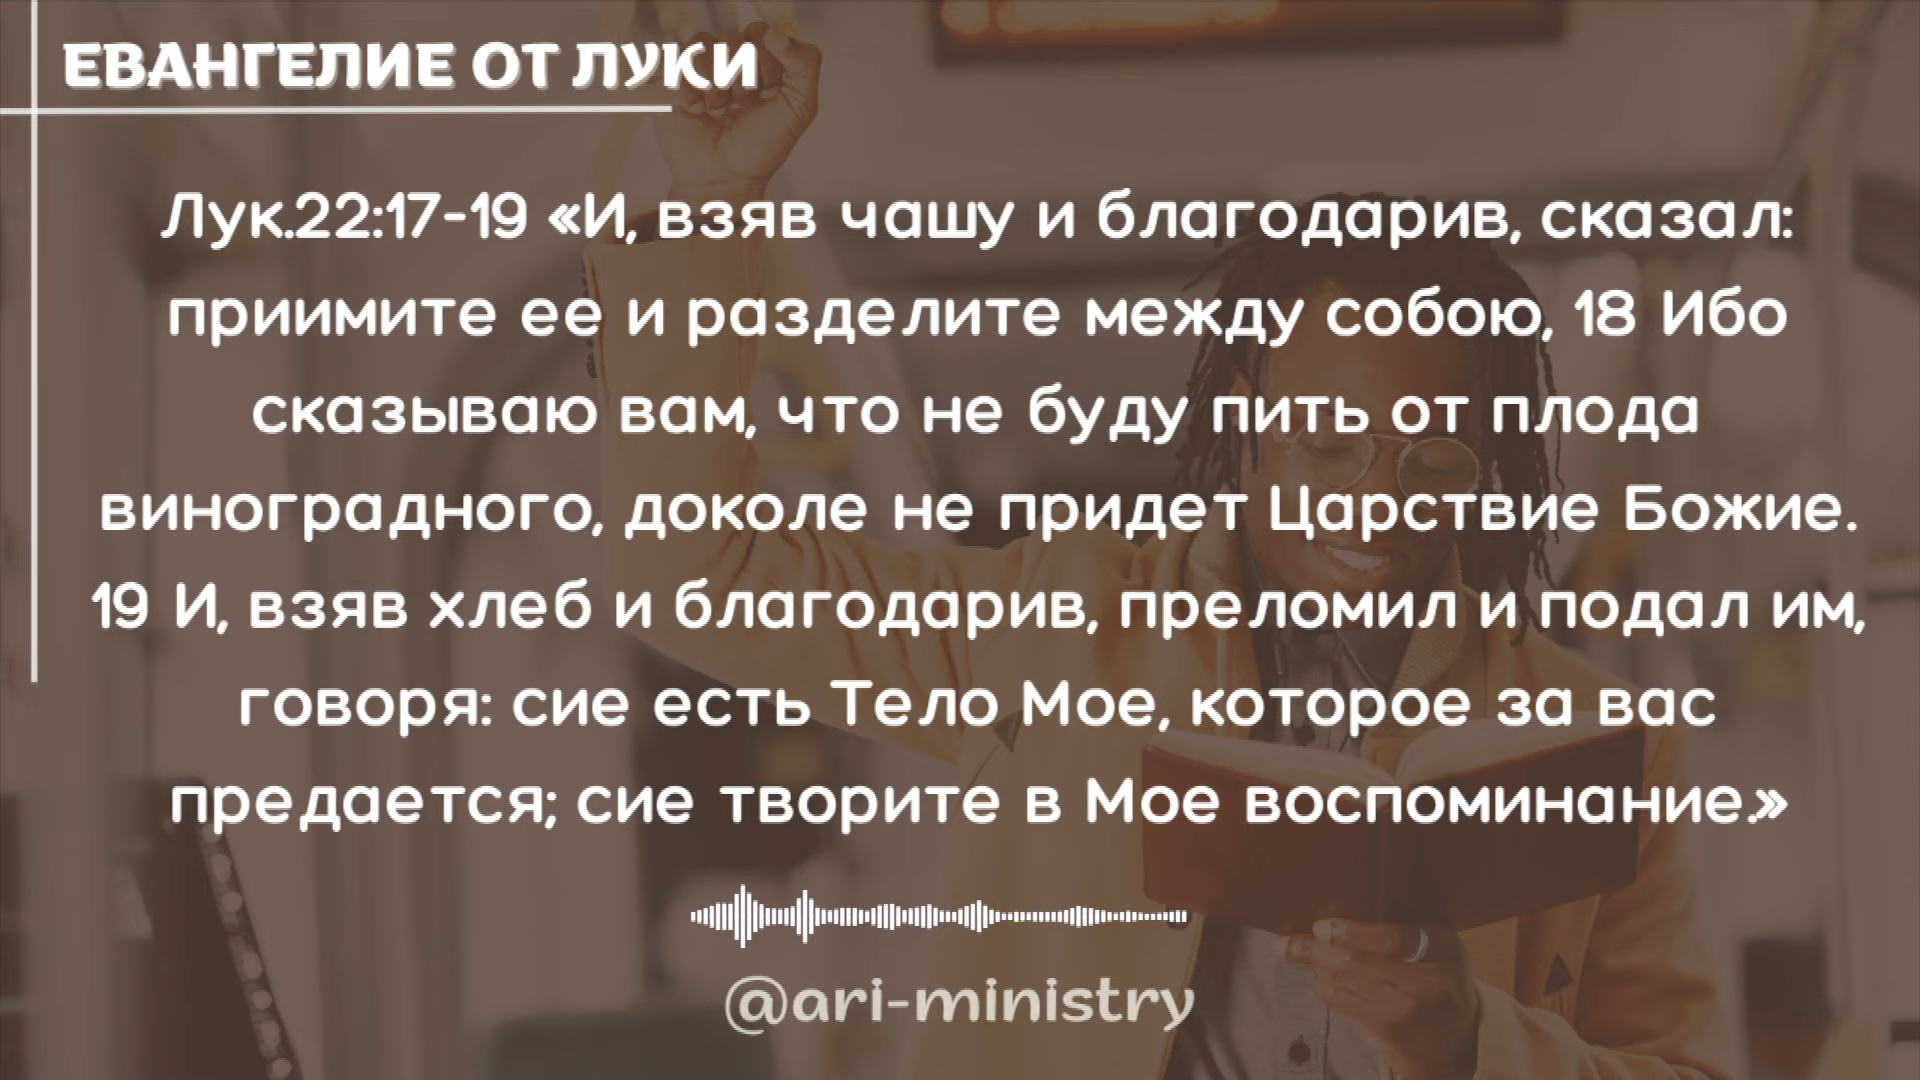 ЕВАНГЕЛИЕ ОТ ЛУКИ
Лук.22:17-19 «И, взяв чашу и благодарив, сказал:
приимите ее и разделите между собою, 18 Ибо
сказываю вам, что не буду пить от плода
виноградного, доколе не придет Царствие Божие.
19 И, взяв хлеб и благодарив, преломил и подал им,
говоря: сие есть Тело Мое, которое за вас
предается; сие творите в Мое воспоминание.»
@ari-ministry